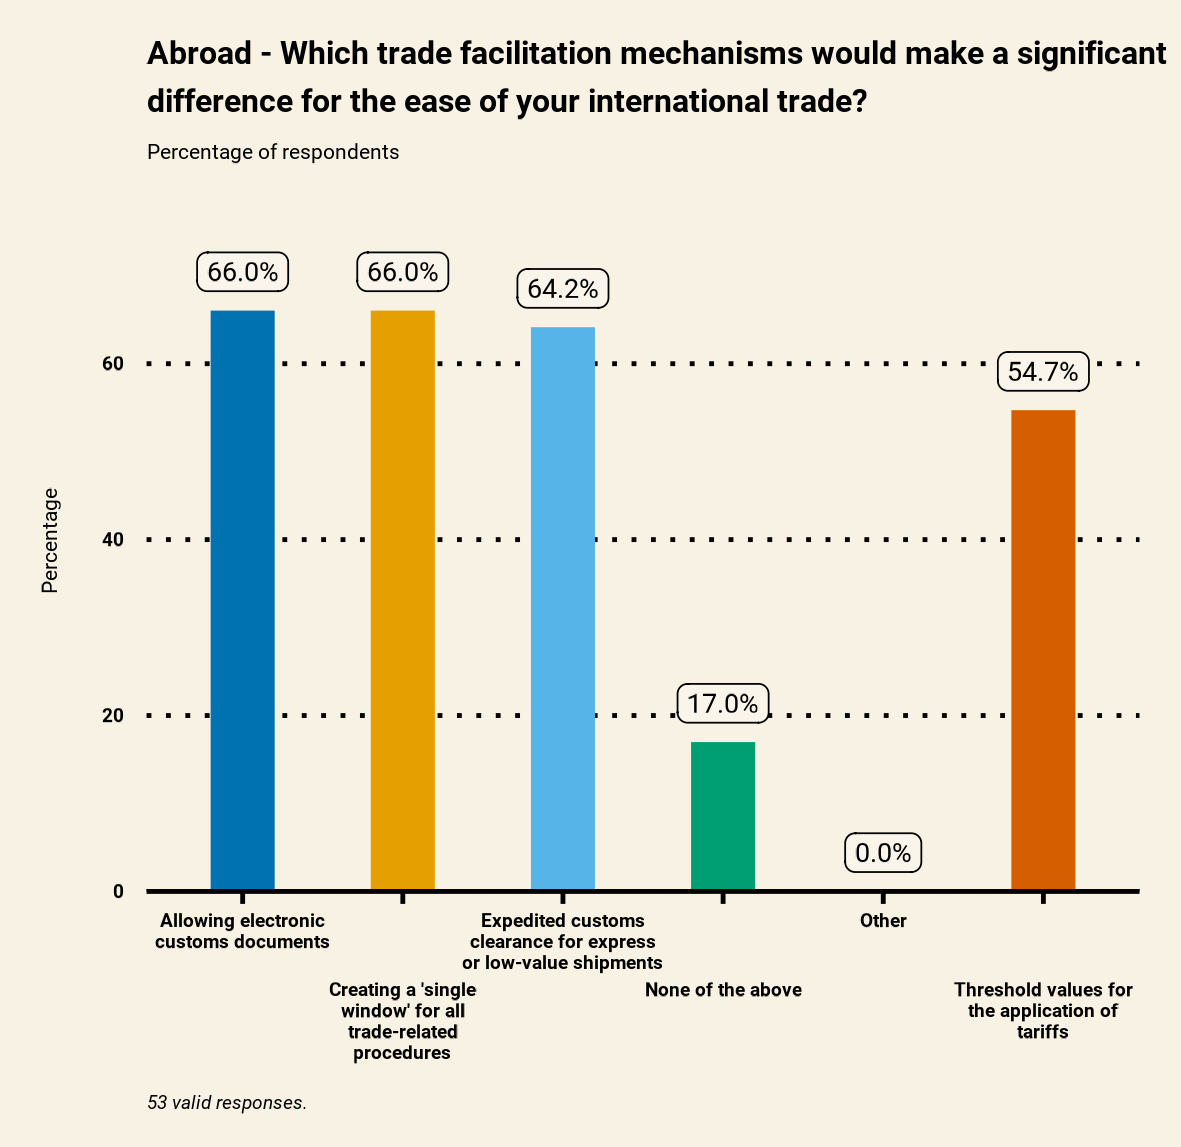 Abroad - Which trade facilitation mechanisms would make a significant
difference for the ease of your international trade?
Percentage of respondents
66.0%
66.0%
64.2%
54.7%
17.0%
0.0%
60
40
20
0
Percentage
Allowing electronic
customs documents
Creating a 'single
window' for all
trade-related
procedures
Expedited customs
clearance for express
or low-value shipments
None of the above
Other
Threshold values for
the application of
tariffs
53 valid responses.